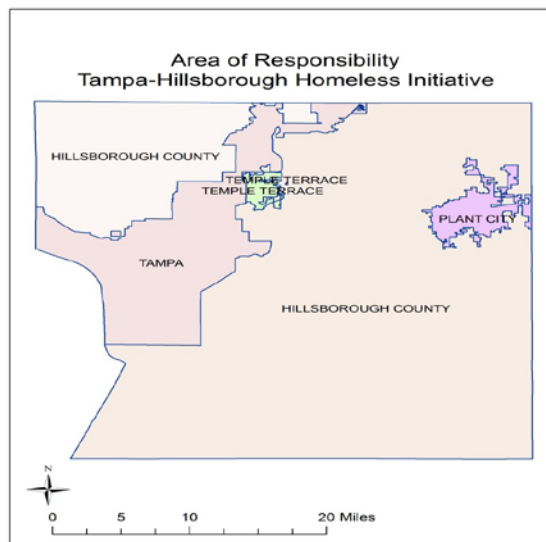 Area of Responsibility
Tampa-Hillsborough Homeless Initiative
HILLSBOROUGH COUNTY
TEMPLE TERRACE
TEMPLE TERRACE
PLANT CITY
TAMPA
HILLSBOROUGH COUNTY
N
0 5 10 20 Miles